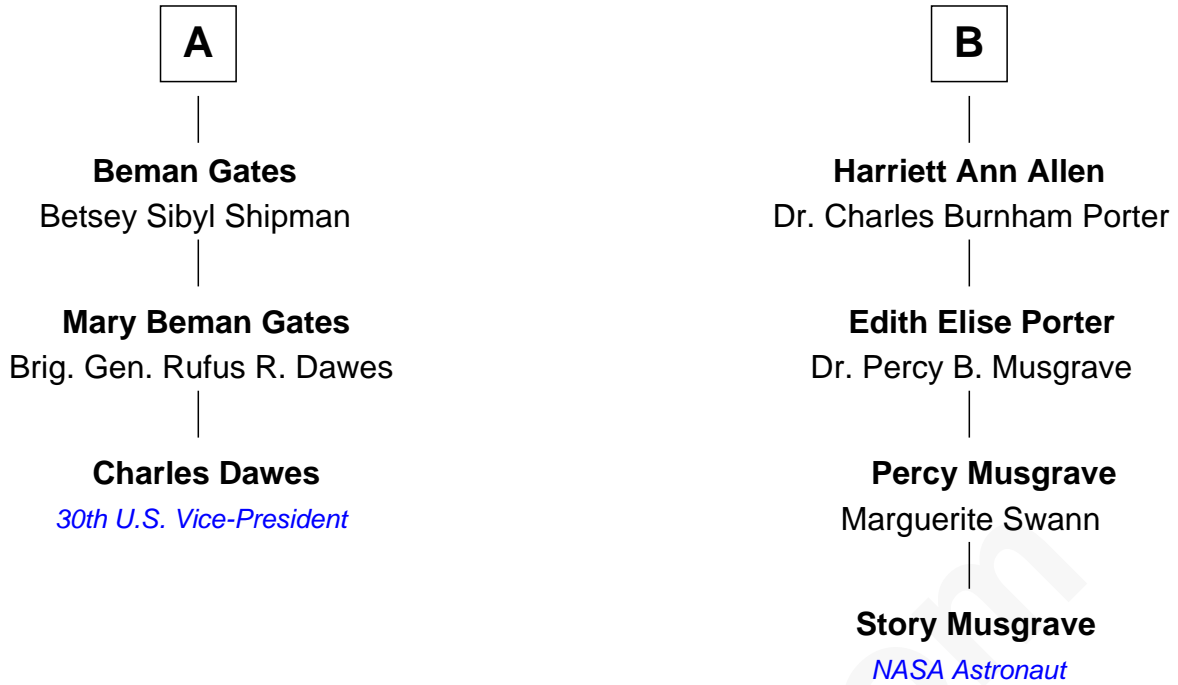 A
Beman Gates
Betsey Sibyl Shipman
Mary Beman Gates
Brig. Gen. Rufus R. Dawes
Charles Dawes
30th U.S. Vice-President
B
Harriett Ann Allen
Dr. Charles Burnham Porter
Edith Elise Porter
Dr. Percy B. Musgrave
Percy Musgrave
Marguerite Swann
Story Musgrave
NASA Astronaut